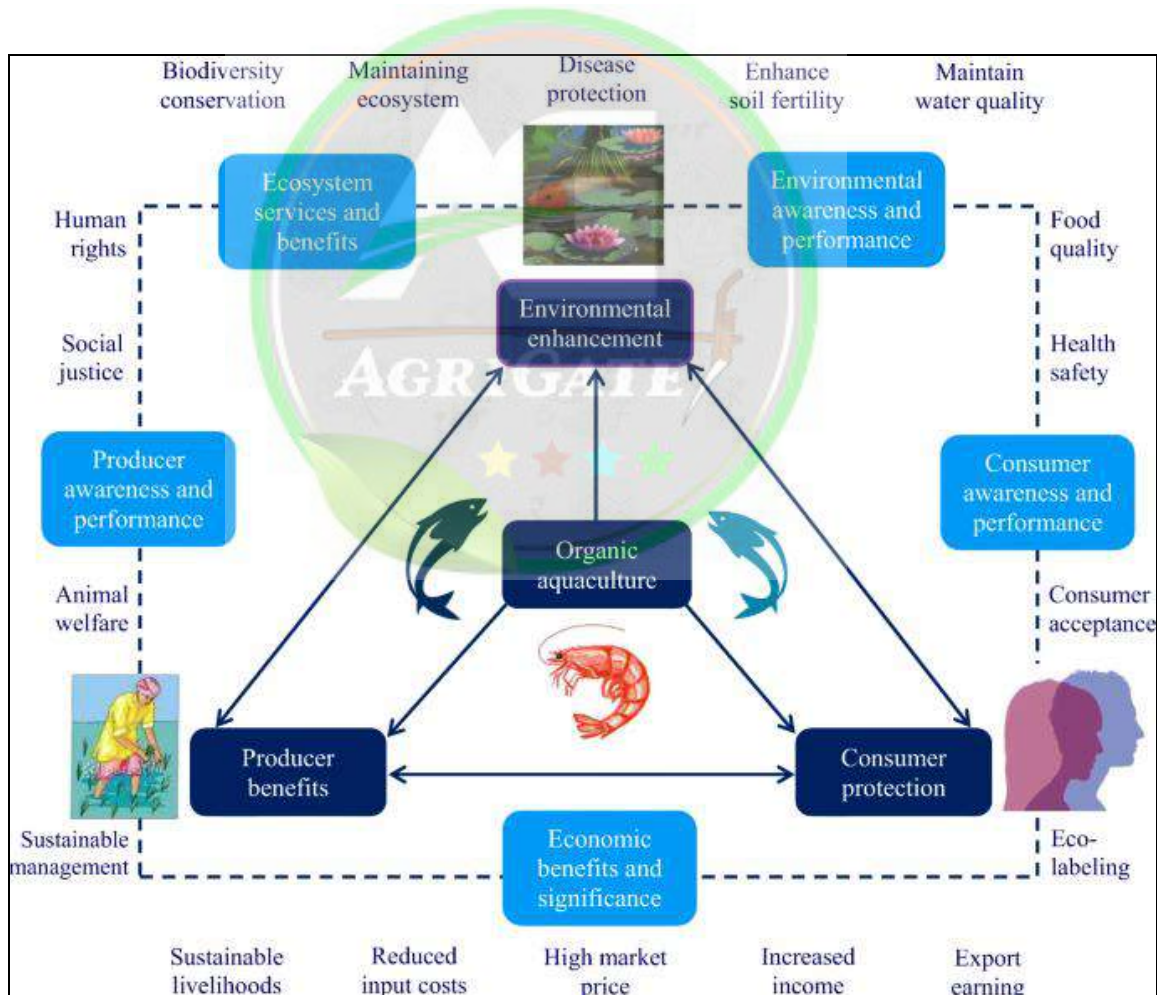 Biodiversity
conservation
Maintaining
ecosystem
Disease
protection
Enhance
soil fertility
Maintain
water quality
Ecosystem
services and
benefits
Environmental
awareness and
performance
Human
rights
Food
quality
Environmental
enhancement
Social
justice
Health
safety
AGRIGATE
Producer
awareness and
performance
Consumer
awareness and
performance
Organic
aquaculture
Animal
welfare
Consumer
acceptance
Producer
benefits
Consumer
protection
Sustainable
management
Economic
benefits and
significance
Eco-
labeling
Sustainable
livelihoods
Reduced
input costs
High market
price
Increased
income
Export
earning